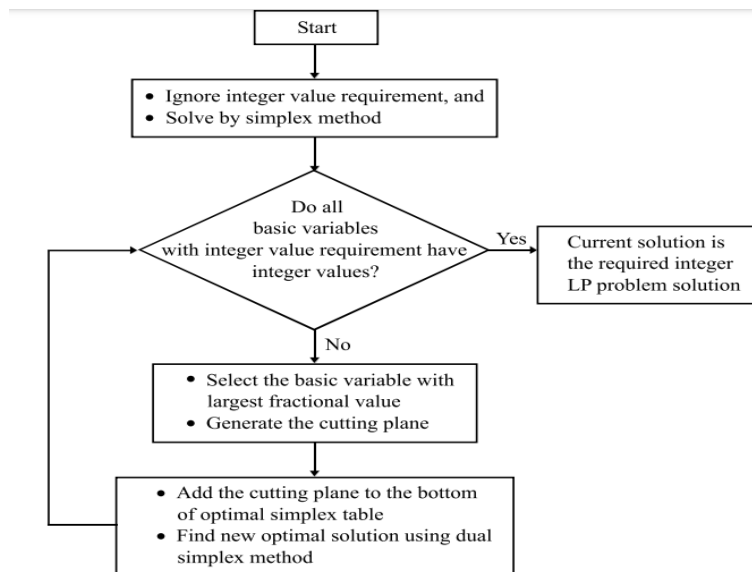 Start
• Ignore integer value requirement, and
• Solve by simplex method
Do all
basic variables
with integer value requirement have
integer values?
Yes
Current solution is
the required integer
LP problem solution
No
• Select the basic variable with
largest fractional value
• Generate the cutting plane
• Add the cutting plane to the bottom
of optimal simplex table
• Find new optimal solution using dual
simplex method